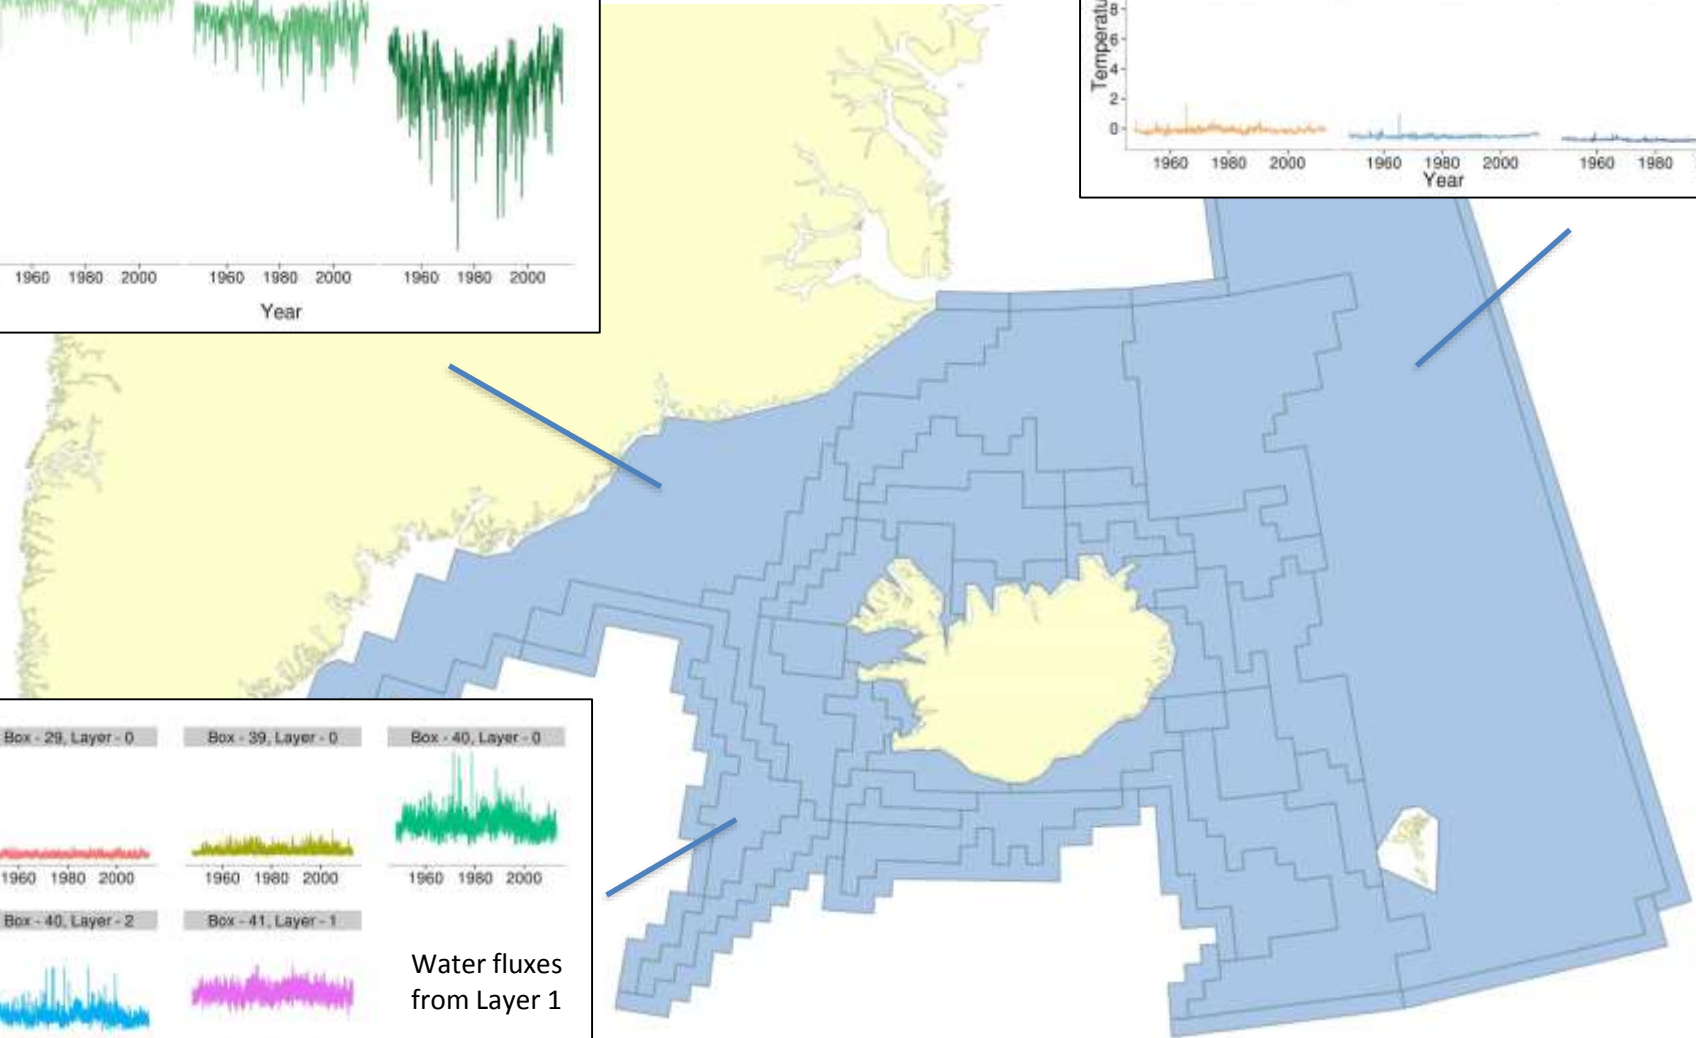 1960 1980 2000 1960 1980 2000 1960 1980 2000
Year
8
6
4
2
0
1960 1980 2000 1960 1980 2000 1960 1980
Year
Box - 29, Layer - 0 Box - 39, Layer - 0 Box - 40, Layer - 0
1960 1980 2000 1960 1980 2000 1960 1980 2000
Box - 40, Layer - 2 Box - 41, Layer - 1
Water fluxes
from Layer 1